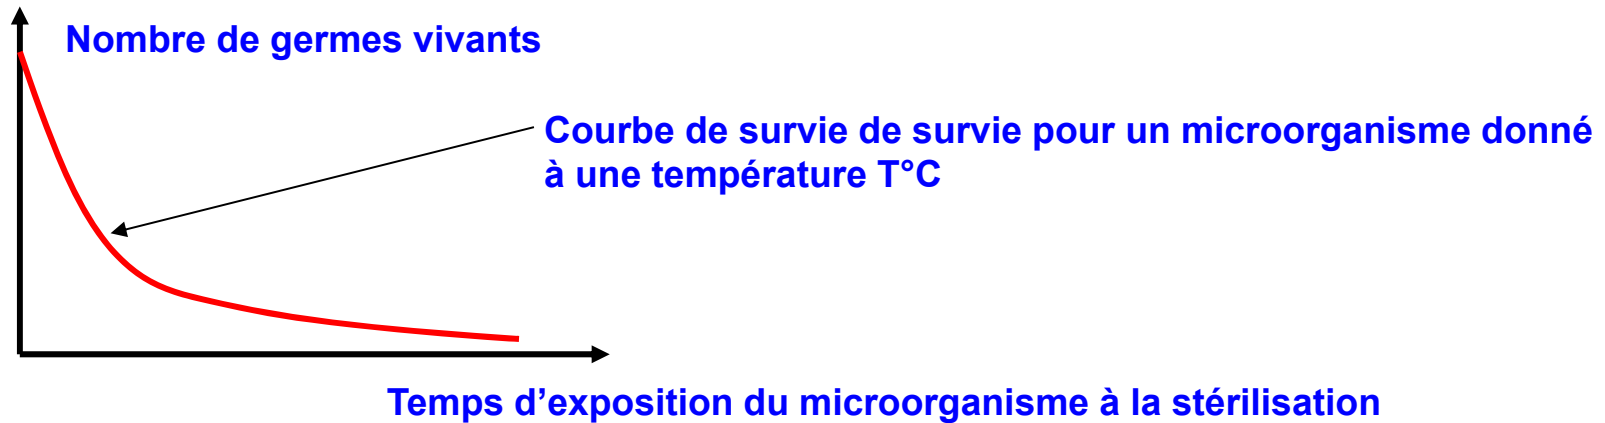 Nombre de germes vivants
Courbe de survie de survie pour un microorganisme donné
à une température T°C
Temps d’exposition du microorganisme à la stérilisation